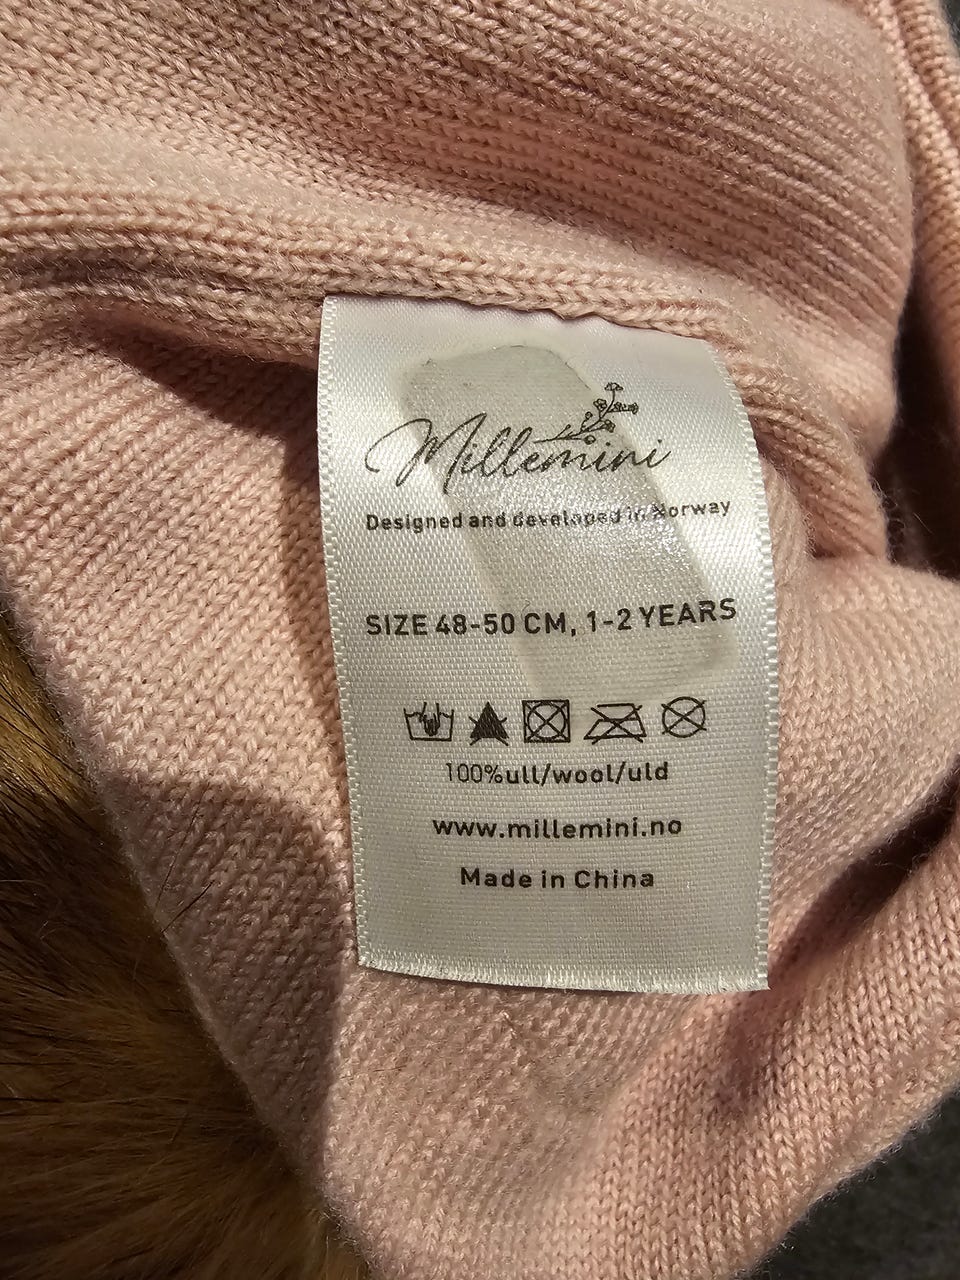 Millemini
Designed and developed in Norway
SIZE 48-50 CM, 1-2 YEARS
100%ull/wool/uld
www.millemini.no
Made in China